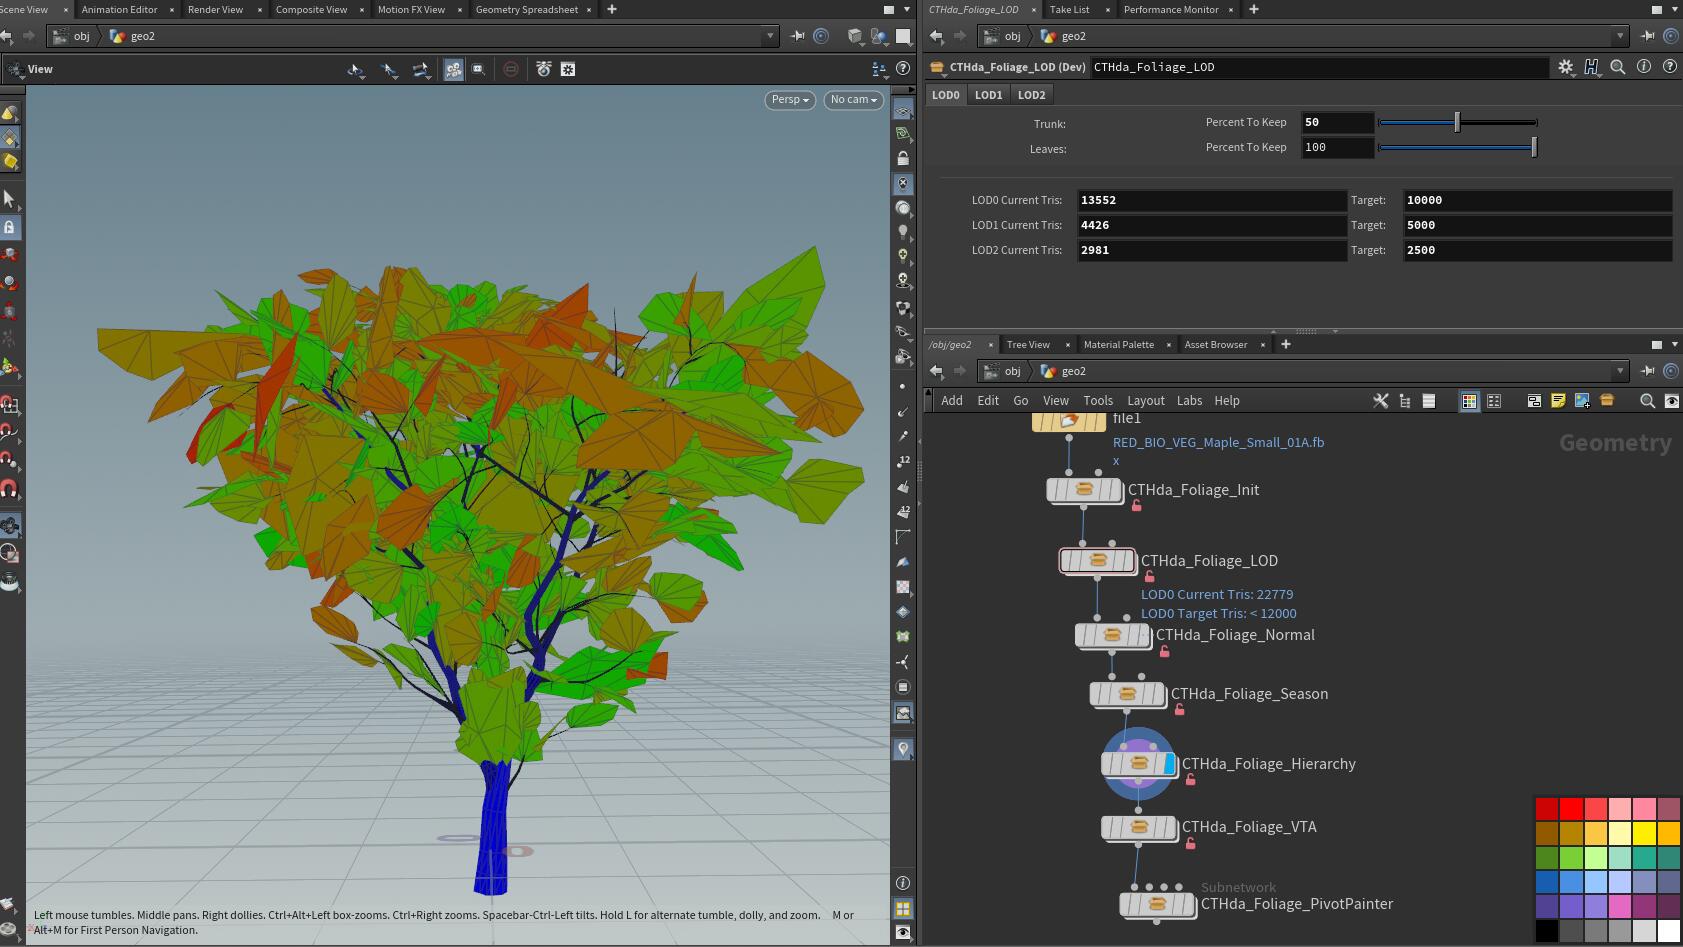 Scene View
Animation Editor
Render View
Composite View
Motion FX View
Geometry Spreadsheet
obj
geo2
View
Persp
No cam
12
12
Left mouse tumbles. Middle pans. Right dollies. Ctrl+Alt+Left box-zooms. Ctrl+Right zooms. Spacebar-Ctrl-Left tilts. Hold L for alternate tumble, dolly, and zoom. M or
Alt+M for First Person Navigation.
CTHda_Foliage_LOD
Take List
Performance Monitor
obj
geo2
CTHda_Foliage_LOD (Dev)
CTHda_Foliage_LOD
LOD0
LOD1
LOD2
Trunk:
Percent To Keep
50
Leaves:
Percent To Keep
100
LOD0 Current Tris:
13552
Target:
10000
LOD1 Current Tris:
4426
Target:
5000
LOD2 Current Tris:
2981
Target:
2500
/obj/geo2
Tree View
Material Palette
Asset Browser
obj
geo2
Add
Edit
Go
View
Tools
Layout
Labs
Help
Geometry
file1
RED_BIO_VEG_Maple_Small_01A.fb
x
CTHda_Foliage_Init
CTHda_Foliage_LOD
LOD0 Current Tris: 22779
LOD0 Target Tris: < 12000
CTHda_Foliage_Normal
CTHda_Foliage_Season
CTHda_Foliage_Hierarchy
CTHda_Foliage_VTA
Subnetwork
CTHda_Foliage_PivotPainter